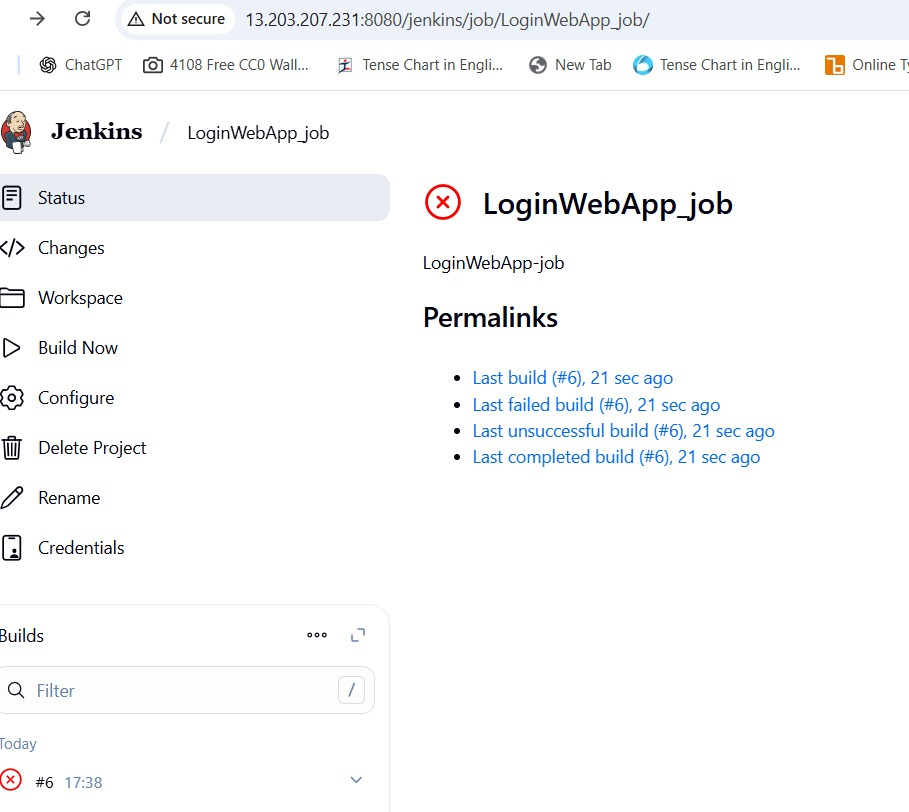 Not secure 13.203.207.231:8080/jenkins/job/LoginWebApp_job/
ChatGPT 4108 Free CC0 Wall... Tense Chart in Engli... New Tab Tense Chart in Engli... Online Ty
Jenkins / LoginWebApp_job
Status
Changes
Workspace
Build Now
Configure
Delete Project
Rename
Credentials
LoginWebApp_job
LoginWebApp-job
Permalinks
Last build (#6), 21 sec ago
Last failed build (#6), 21 sec ago
Last unsuccessful build (#6), 21 sec ago
Last completed build (#6), 21 sec ago
Builds
Filter /
Today
#6 17:38